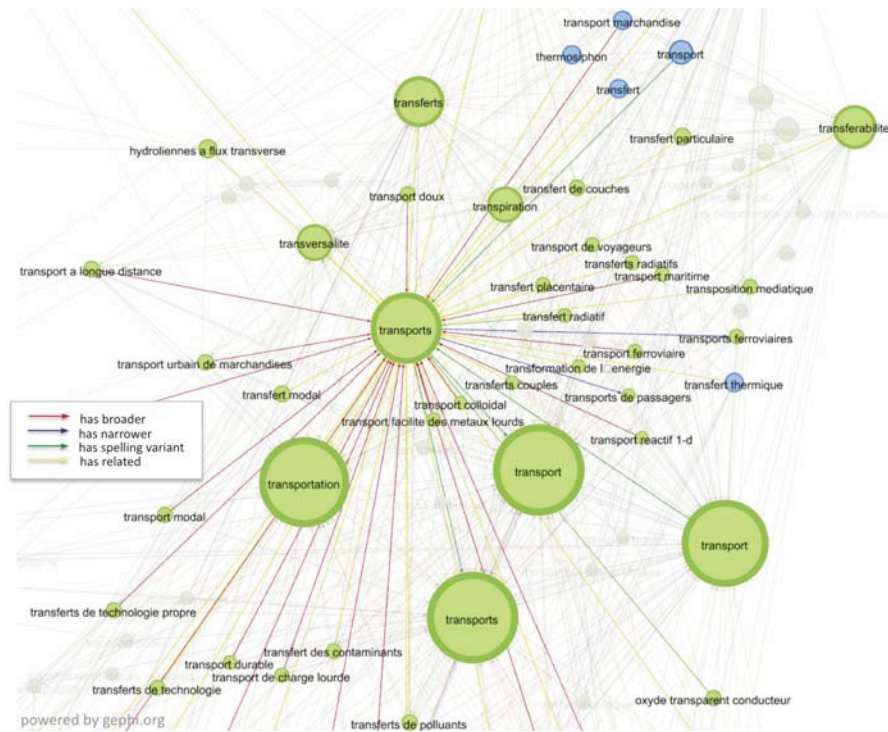 transport marchandise
thermosiphon
transport
transfert
transferts
transferabilite
transfert particulaire
hydroliennes a flux transverse
transport doux
transfert de couches
transpiration
transversalite
transport de voyageurs
transferts radiatifs
transport a longue distance
transport maritime
transfert placentaire
transposition mediatique
transfert radiatif
transports
transports ferroviaires
transport ferroviaire
transport urbain de marchandises
transformation de l□energie
transferts couples
transfert thermique
transfert modal
transports de passagers
transport colloidal
transport facilite des metaux lourds
has broader
has narrower
has spelling variant
has related
transport reactif 1-d
transportation
transport
transport modal
transport
transferts de technologie propre
transports
transfert des contaminants
transport durable
transport de charge lourde
transferts de technologie
oxyde transparent conducteur
transferts de polluants
powered by gephi.org